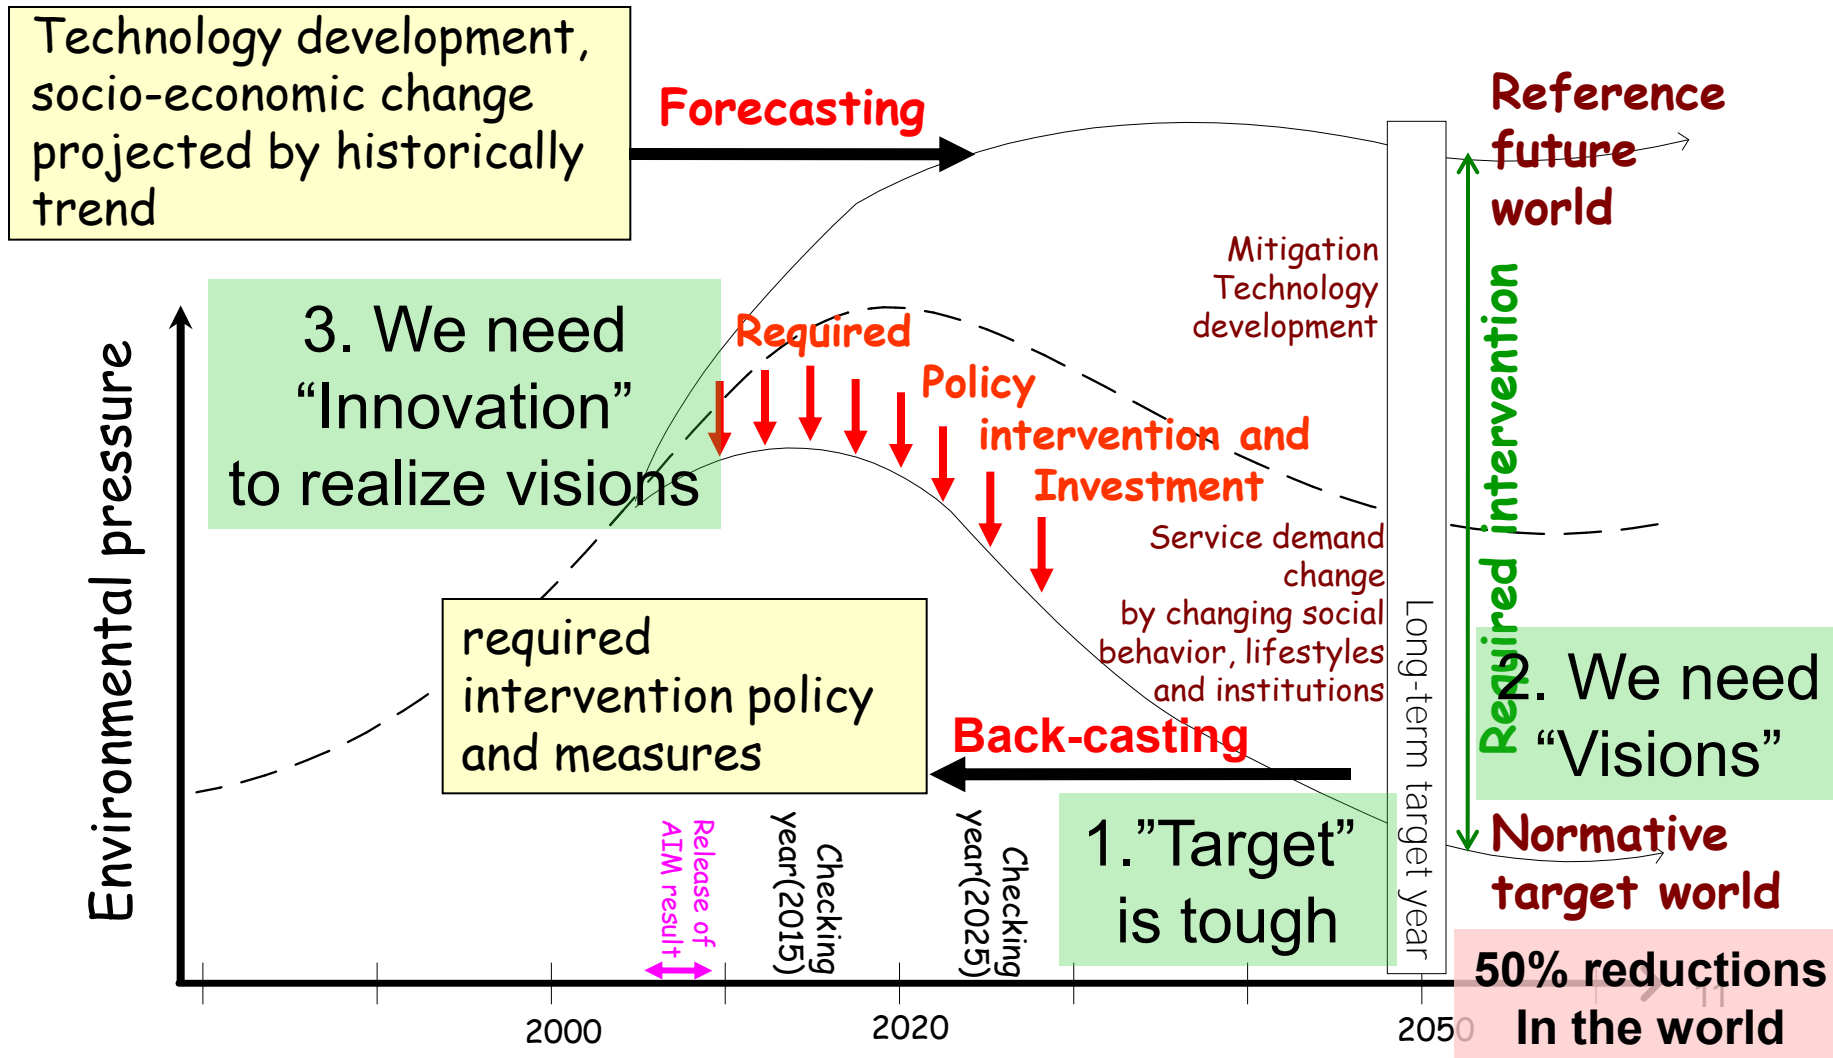 Technology development,
socio-economic change
projected by historically
trend
Forecasting
Reference
future
world
Mitigation
Technology
development
3. We need
“Innovation”
to realize visions
Required
Policy
intervention and
Investment
Environmental pressure
Service demand
change
by changing social
behavior, lifestyles
and institutions
Required intervention
Long-term target year
required
intervention policy
and measures
Back-casting
2. We need
“Visions”
1.”Target”
is tough
Normative
target world
Release of
AIM result
Checking
year(2015)
Checking
year(2025)
50% reductions
In the world
11
2000
2020
2050